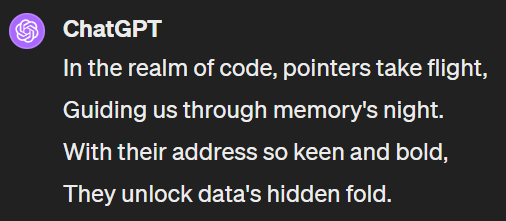 ChatGPT
In the realm of code, pointers take flight,
Guiding us through memory's night.
With their address so keen and bold,
They unlock data's hidden fold.